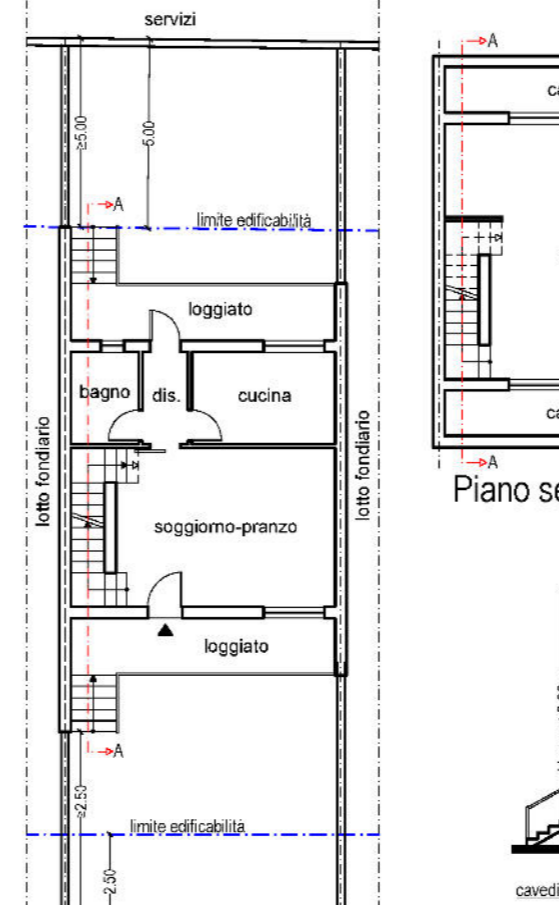 servizi
≥5.00
5.00
A
A
limite edificabilità
loggiato
bagno
dis.
cucina
lotto fondiario
lotto fondiario
soggiorno-pranzo
A
Piano se
loggiato
A
≥2.50
limite edificabilità
2.50
cavedi